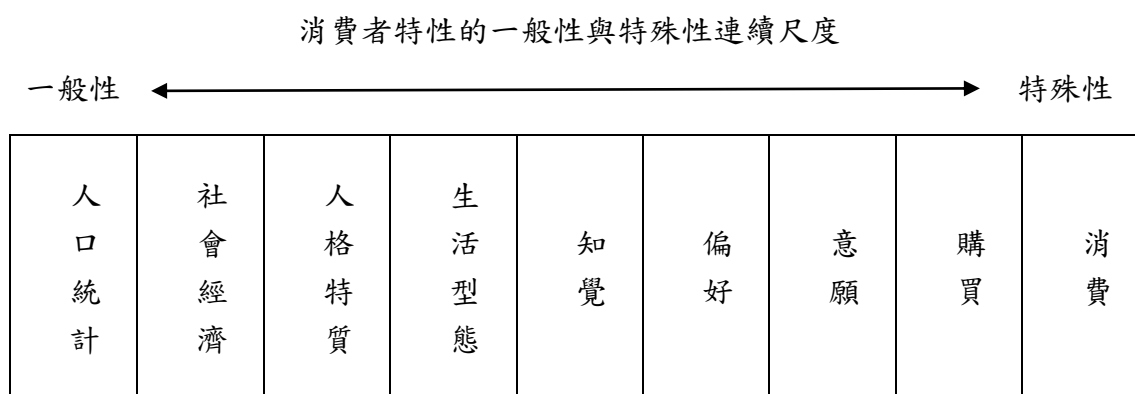 消費者特性的一般性與特殊性連續尺度
一般性 特殊性
人口統計
社會經濟
人格特質
生活型態
知覺
偏好
意願
購買
消費